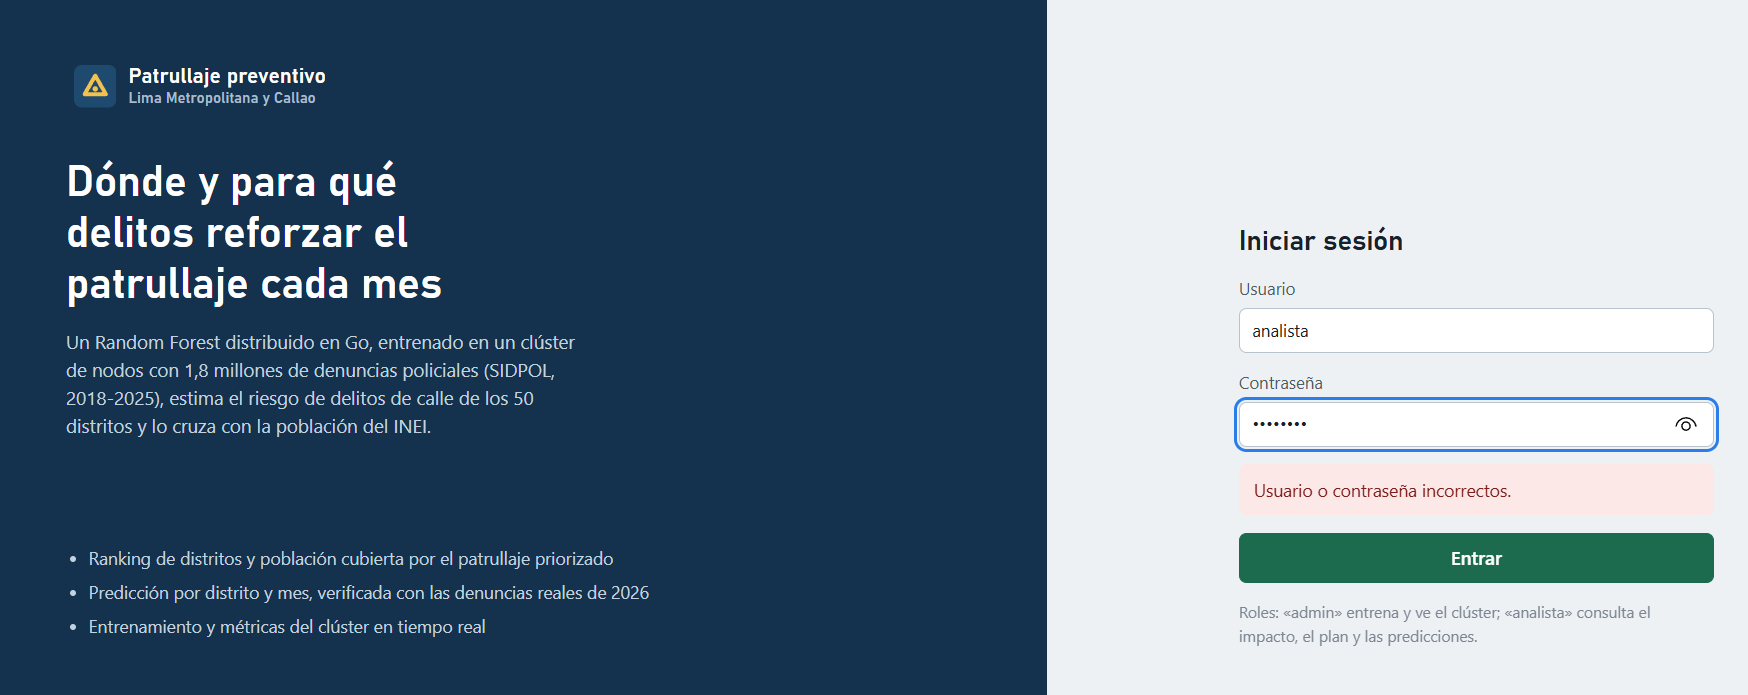 Patrullaje preventivo
Lima Metropolitana y Callao
Dónde y para qué
delitos reforzar el
patrullaje cada mes
Un Random Forest distribuido en Go, entrenado en un clúster
de nodos con 1,8 millones de denuncias policiales (SIDPOL,
2018-2025), estima el riesgo de delitos de calle de los 50
distritos y lo cruza con la población del INEI.
• Ranking de distritos y población cubierta por el patrullaje priorizado
• Predicción por distrito y mes, verificada con las denuncias reales de 2026
• Entrenamiento y métricas del clúster en tiempo real
Iniciar sesión
Usuario
analista
Contraseña
••••••••
Usuario o contraseña incorrectos.
Entrar
Roles: «admin» entrena y ve el clúster; «analista» consulta el
impacto, el plan y las predicciones.